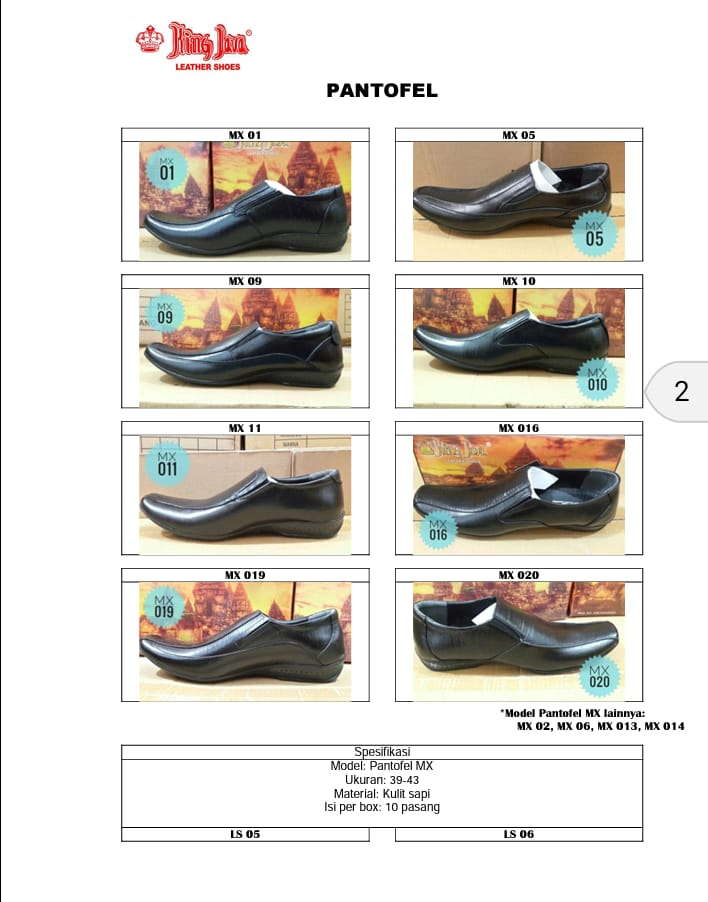 King Java
LEATHER SHOES
PANTOFEL
MX 01
MX 05
MX
01
MX
05
MX 09
MX 10
MX
09
MX
010
MX 11
MX 016
MX
011
King Java
MX
016
MX 019
MX 020
MX
019
MX
020
2
*Model Pantofel MX lainnya:
MX 02, MX 06, MX 013, MX 014
Spesifikasi
Model: Pantofel MX
Ukuran: 39-43
Material: Kulit sapi
Isi per box: 10 pasang
LS 05
LS 06